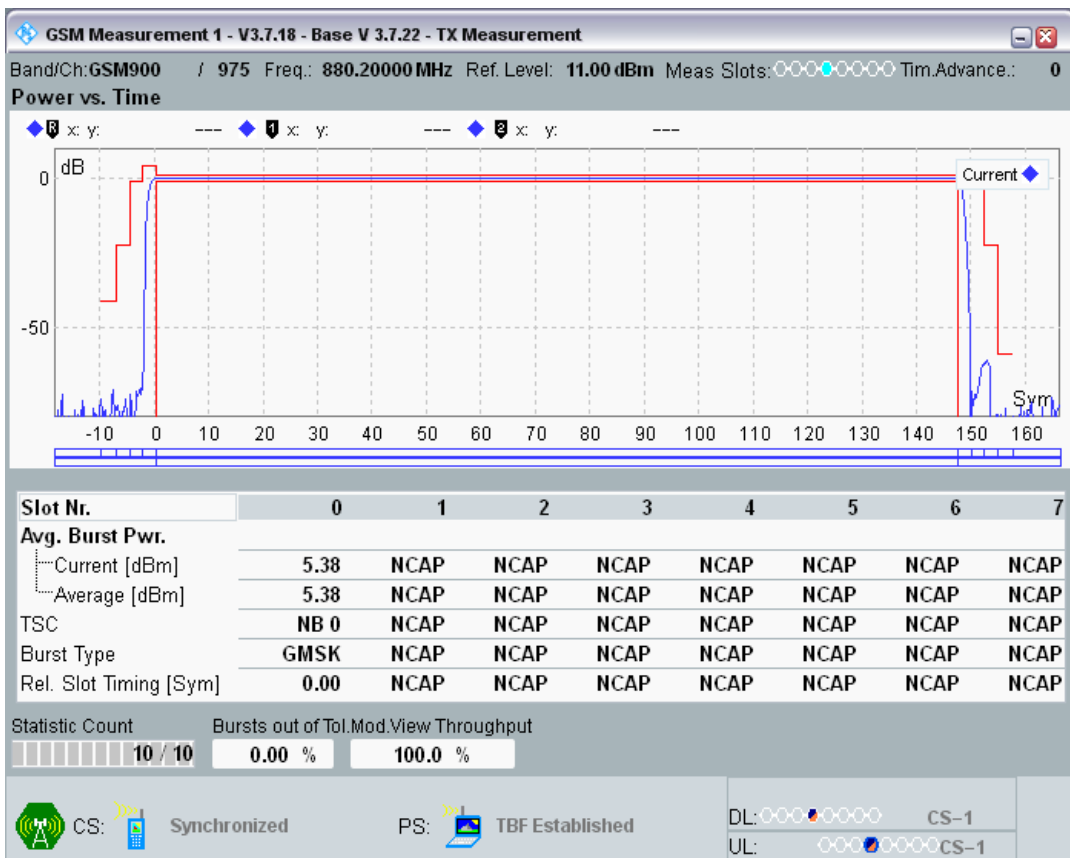 GSM Measurement 1 - V3.7.18 - Base V 3.7.22 - TX Measurement
Band/Ch:GSM900 / 975 Freq.: 880.20000 MHz Ref. Level: 11.00 dBm Meas Slots: Tim.Advance.: 0
Power vs. Time
R x: y: --- 1 x: y: --- 2 x: y: ---
dB
Current
0
-50
Sym
-10 0 10 20 30 40 50 60 70 80 90 100 110 120 130 140 150 160
Slot Nr. 0 1 2 3 4 5 6 7
Avg. Burst Pwr.
Current [dBm] 5.38 NCAP NCAP NCAP NCAP NCAP NCAP NCAP
Average [dBm] 5.38 NCAP NCAP NCAP NCAP NCAP NCAP NCAP
TSC NB 0 NCAP NCAP NCAP NCAP NCAP NCAP NCAP
Burst Type GMSK NCAP NCAP NCAP NCAP NCAP NCAP NCAP
Rel. Slot Timing [Sym] 0.00 NCAP NCAP NCAP NCAP NCAP NCAP NCAP
Statistic Count Bursts out of Tol.Mod.View Throughput
10 / 10 0.00 % 100.0 %
CS: Synchronized PS: TBF Established
DL: CS-1
UL: CS-1